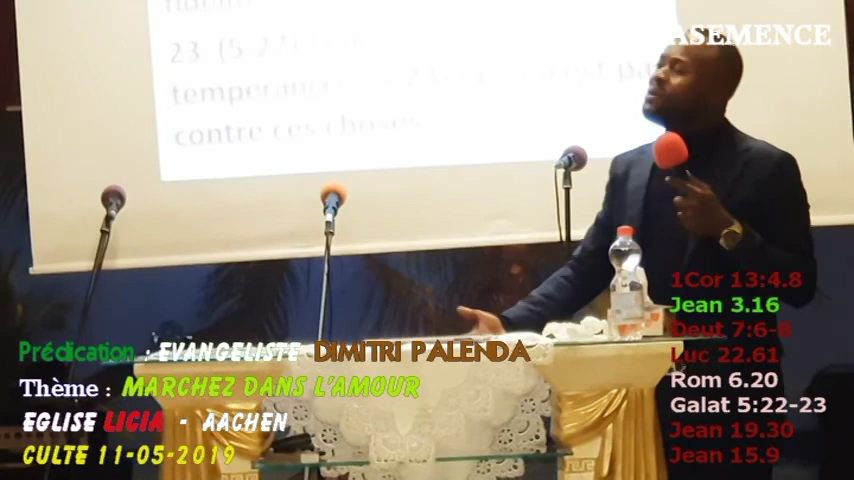 ASEMENCE
23 (5:22)
contre ces choses
1Cor 13:4.8
Jean 3.16
Deut 7:6-8
Luc 22.61
Rom 6.20
Galat 5:22-23
Jean 19.30
Jean 15.9
Prédication : EVANGELISTE DIMITRI PALENDA
Thème : MARCHEZ DANS L'AMOUR
EGLISE LICIA - AACHEN
CULTE 11-05-2019